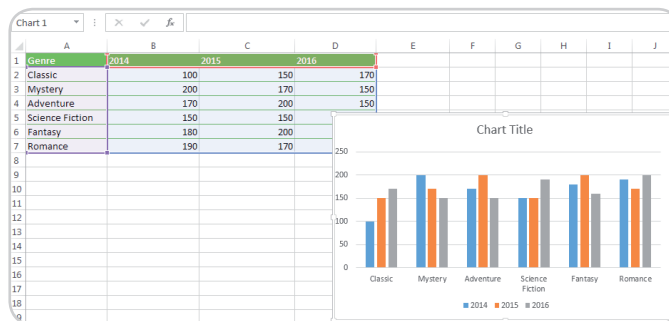 Chart 1
A B C D E F G H I J
1 Genre 2014 2015 2016
2 Classic 100 150 170
3 Mystery 200 170 150
4 Adventure 170 200 150
5 Science Fiction 150 150
6 Fantasy 180 200
7 Romance 190 170
8
9
10
11
12
13
14
15
16
17
18
Chart Title
250
200
150
100
50
0
Classic Mystery Adventure Science Fantasy Romance
Fiction
2014 2015 2016